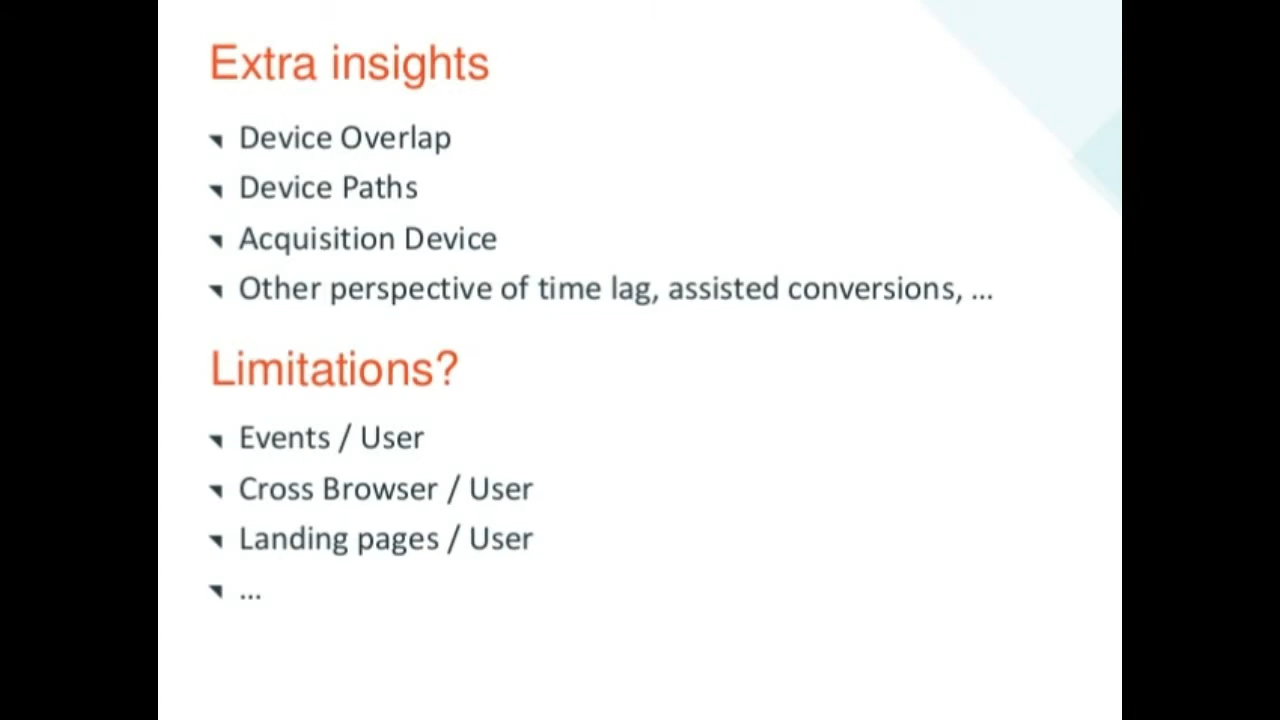 Extra insights
Device Overlap
Device Paths
Acquisition Device
Other perspective of time lag, assisted conversions, ...
Limitations?
Events / User
Cross Browser / User
Landing pages / User
...